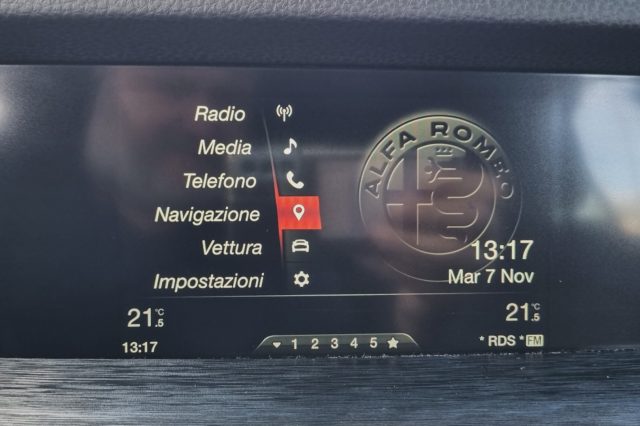 Radio
Media
Telefono
Navigazione
Vettura
Impostazioni
ALFA ROMEO
13:17
Mar 7 Nov
21 °C .5
13:17
1 2 3 4 5
21 °C .5
* RDS * FM